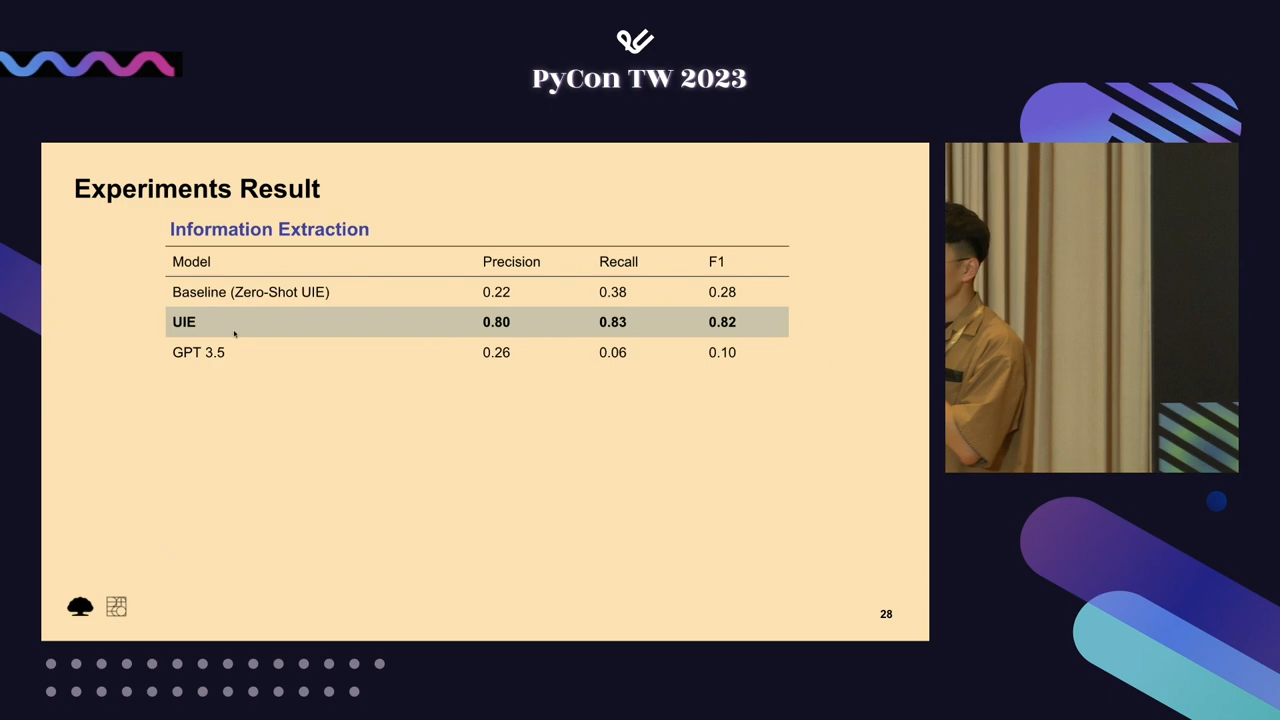 PyCon TW 2023
Experiments Result
Information Extraction
Model Precision Recall F1
Baseline (Zero-Shot UIE) 0.22 0.38 0.28
UIE 0.80 0.83 0.82
GPT 3.5 0.26 0.06 0.10
28